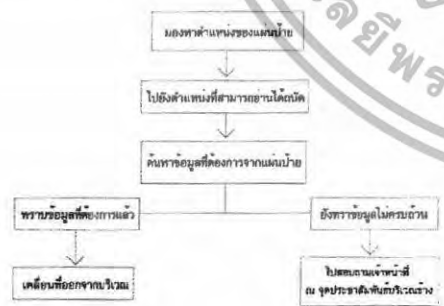 มองหาตำแหน่งของแผ่นป้าย
ไปยังตำแหน่งที่สามารถอ่านได้ถนัด
ค้นหาข้อมูลที่ต้องการจากแผ่นป้าย
ทราบข้อมูลที่ต้องการแล้ว
ยังทราบข้อมูลไม่ครบถ้วน
เคลื่อนที่ออกจากบริเวณ
ไปสอบถามเจ้าหน้าที่
ณ จุดประชาสัมพันธ์บริเวณข้าง